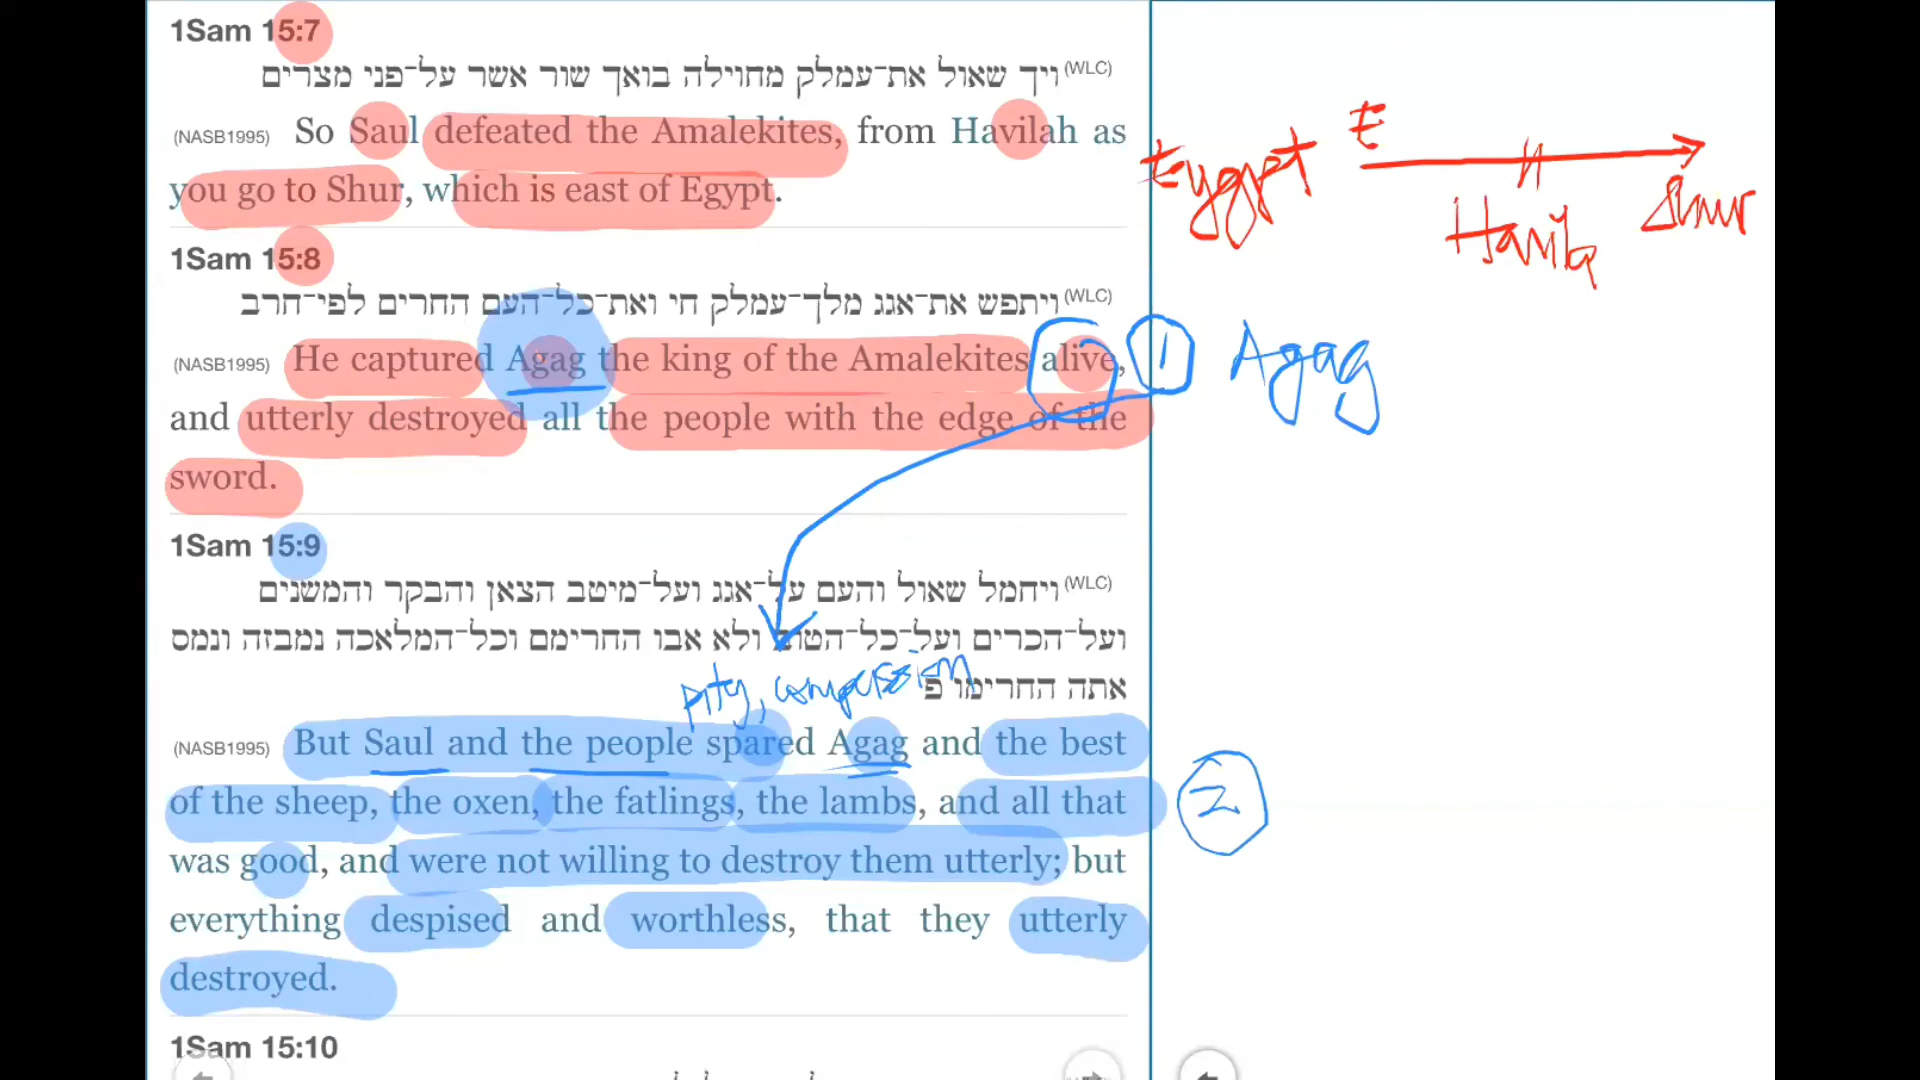 1Sam 15:7
ויך שאול את־עמלק מחוילה בואך שור אשר על־פני מצרים (WLC)
(NASB1995) So Saul defeated the Amalekites, from Havilah as
you go to Shur, which is east of Egypt.
E
Eygypt
Havila
Shur
1Sam 15:8
ויתפש את־אגג מלך־עמלק חי ואת־כל־העם החרים לפי־חרב (WLC)
(NASB1995) He captured Agag the king of the Amalekites alive,
and utterly destroyed all the people with the edge of the
sword.
1 Agag
1Sam 15:9
ויחמל שאול והעם על־אגג ועל־מיטב הצאן והבקר והמשנים (WLC)
ועל־הכרים ועל־כל־הטוב ולא אבו החרימם וכל־המלאכה נמבזה ונמס
אתה החרימו פ
pity, compassion
(NASB1995) But Saul and the people spared Agag and the best
of the sheep, the oxen, the fatlings, the lambs, and all that
was good, and were not willing to destroy them utterly; but
everything despised and worthless, that they utterly
destroyed.
2
1Sam 15:10